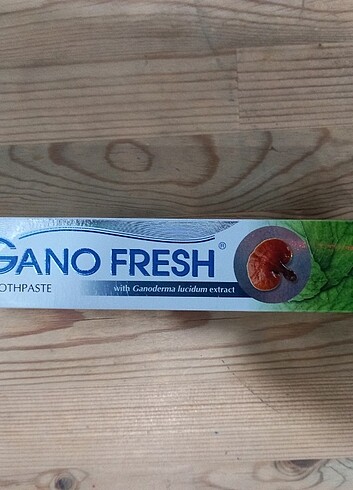 GANO FRESH®
OTHPASTE
with Ganoderma lucidum extract